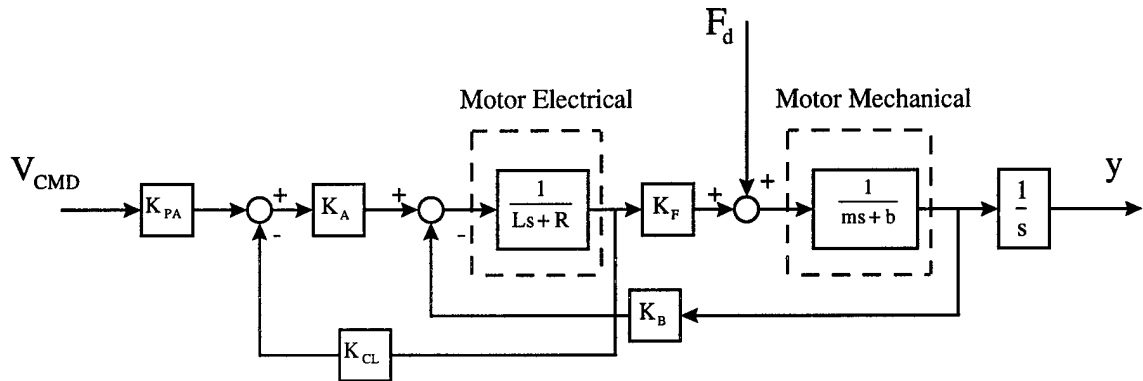 F_d
Motor Electrical
Motor Mechanical
V_CMD
y
K_PA
+
-
K_A
+
-
1
Ls + R
K_F
+
+
1
ms + b
1
s
K_B
K_CL